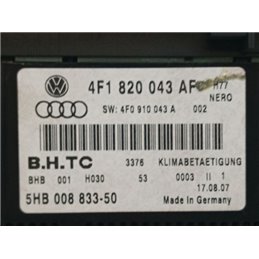 4F1 820 043 AF H77
NERO
SW: 4F0 910 043 A 002
B.H.TC 3376 KLIMABETAETIGUNG
BHB 001 H030 53 0003 II 1
17.08.07
5HB 008 833-50 Made in Germany